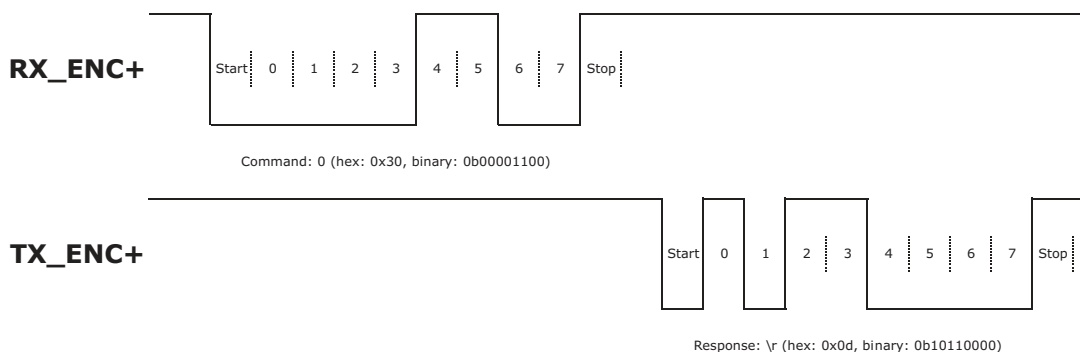 RX_ENC+
Start 0 1 2 3 4 5 6 7 Stop
Command: 0 (hex: 0x30, binary: 0b00001100)
TX_ENC+
Start 0 1 2 3 4 5 6 7 Stop
Response: \r (hex: 0x0d, binary: 0b10110000)